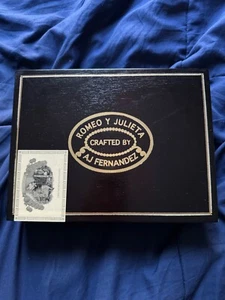 ROMEO Y JULIETA
CRAFTED BY
AJ FERNANDEZ